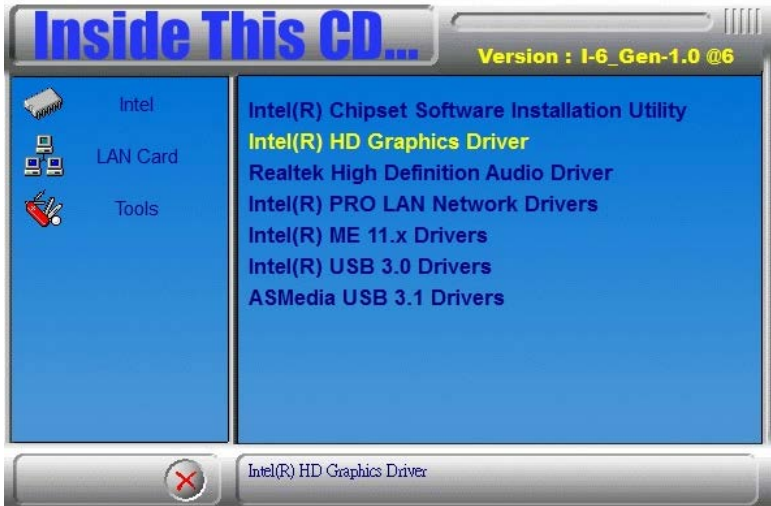 Inside This CD...
Version : I-6_Gen-1.0 @6
Intel
LAN Card
Tools
Intel(R) Chipset Software Installation Utility
Intel(R) HD Graphics Driver
Realtek High Definition Audio Driver
Intel(R) PRO LAN Network Drivers
Intel(R) ME 11.x Drivers
Intel(R) USB 3.0 Drivers
ASMedia USB 3.1 Drivers
Intel(R) HD Graphics Driver